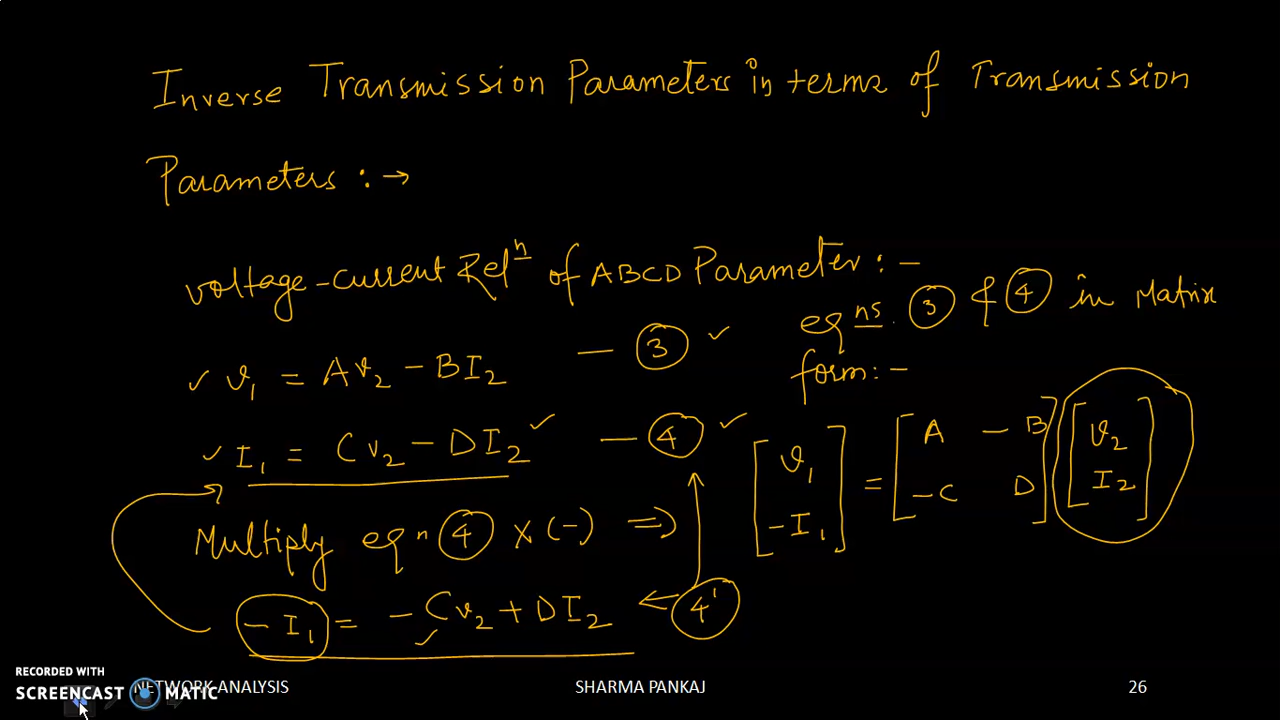 Inverse Transmission Parameters in terms of Transmission
Parameters : →
voltage-current Relⁿ of ABCD Parameter : -
eqns. ③ & ④ in Matrix
form: -
✓ v₁ = Av₂ - BI₂ — ③ ✓
✓ I₁ = Cv₂ - DI₂ ✓ — ④ ✓
[v₁ -I₁] = [A -B -C D] [v₂ I₂]
Multiply eqⁿ ④ × (-) ⇒
-I₁ = -Cv₂ + DI₂ ← ④'
RECORDED WITH
SCREENCAST MATIC
NETWORK ANALYSIS SHARMA PANKAJ 26